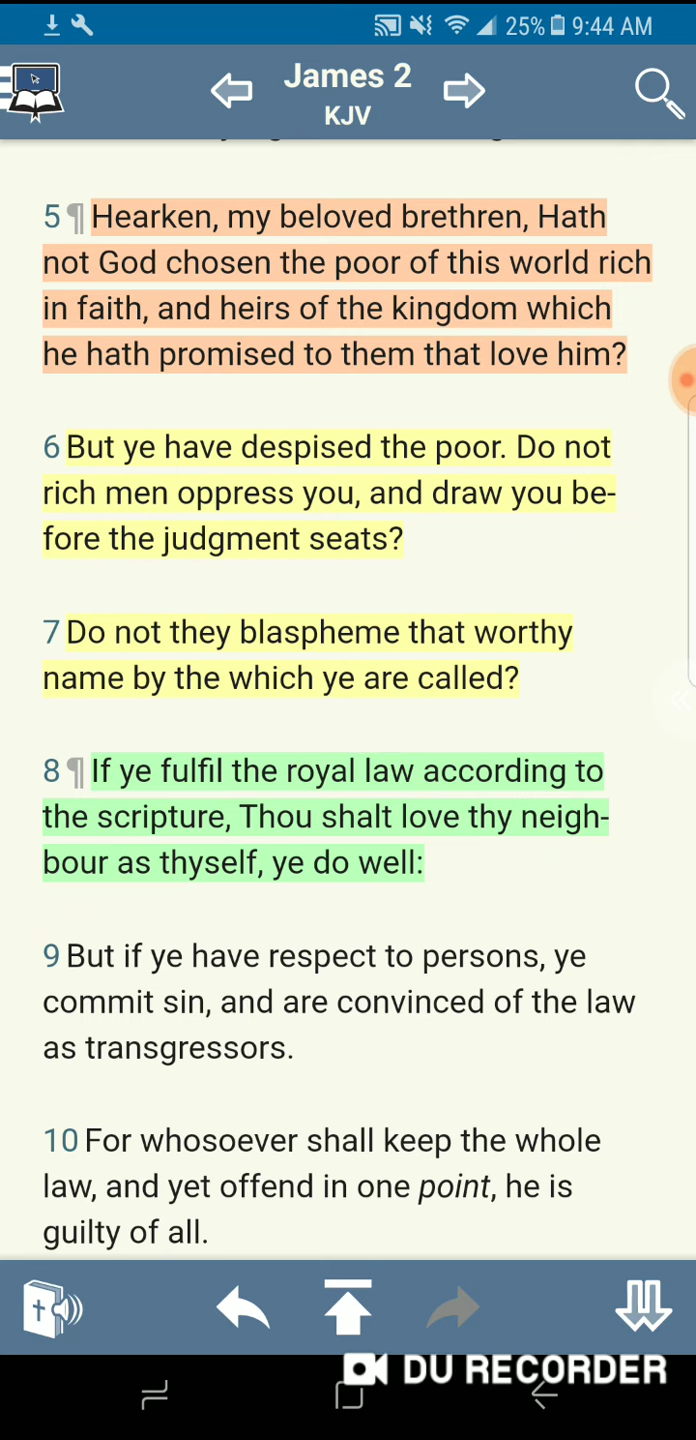 25% 9:44 AM
James 2
KJV
5 ¶ Hearken, my beloved brethren, Hath
not God chosen the poor of this world rich
in faith, and heirs of the kingdom which
he hath promised to them that love him?
6 But ye have despised the poor. Do not
rich men oppress you, and draw you be-
fore the judgment seats?
7 Do not they blaspheme that worthy
name by the which ye are called?
8 ¶ If ye fulfil the royal law according to
the scripture, Thou shalt love thy neigh-
bour as thyself, ye do well:
9 But if ye have respect to persons, ye
commit sin, and are convinced of the law
as transgressors.
10 For whosoever shall keep the whole
law, and yet offend in one point, he is
guilty of all.
DU RECORDER